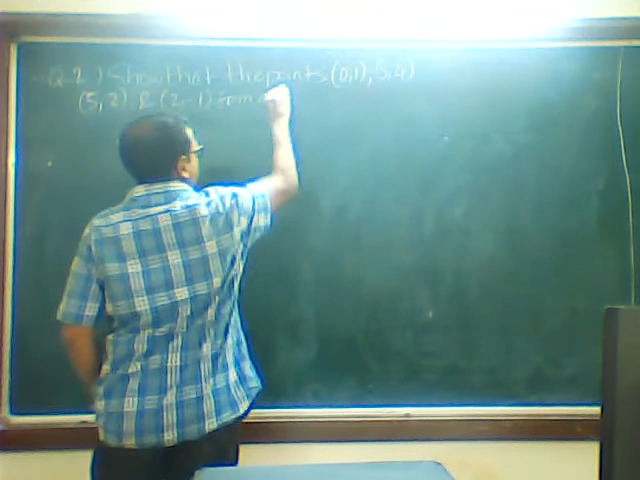 Q-2) Show that the points (0,1), (3,4)
(5,2) & (2,-1) form a